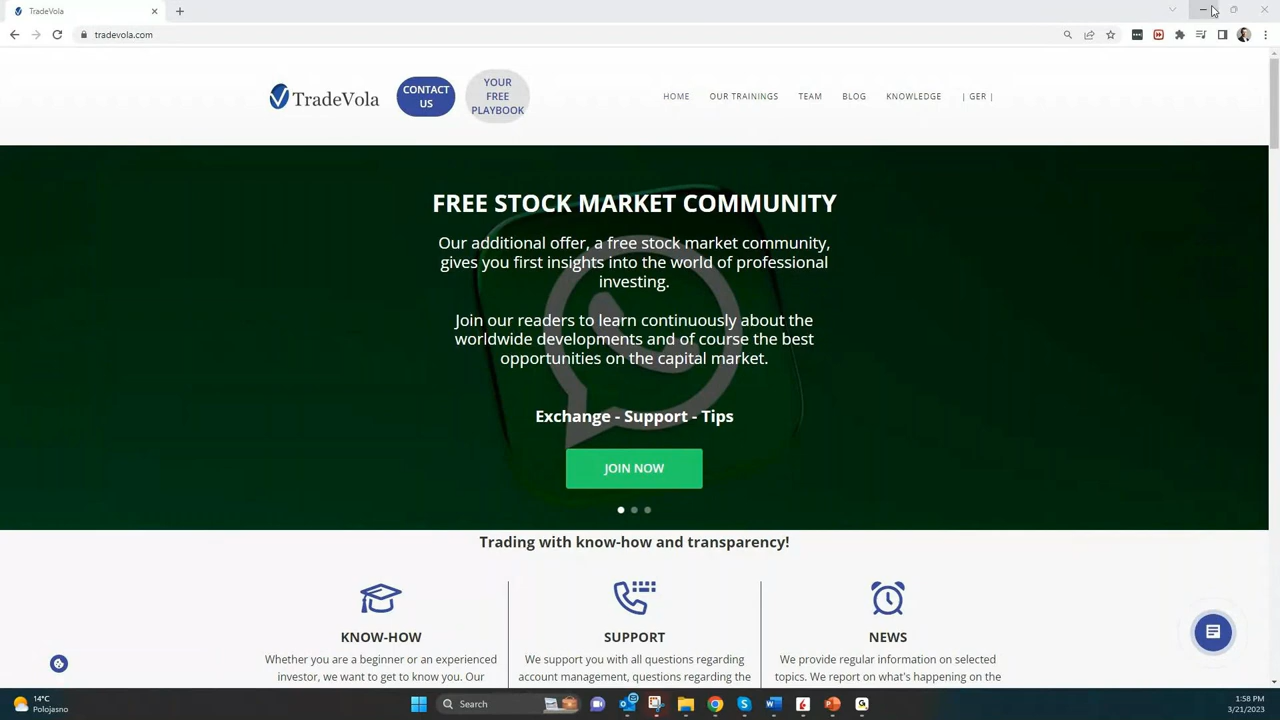 TradeVola
tradevola.com
TradeVola
CONTACT
US
YOUR
FREE
PLAYBOOK
HOME
OUR TRAININGS
TEAM
BLOG
KNOWLEDGE
| GER |
FREE STOCK MARKET COMMUNITY
Our additional offer, a free stock market community,
gives you first insights into the world of professional
investing.
Join our readers to learn continuously about the
worldwide developments and of course the best
opportunities on the capital market.
Exchange - Support - Tips
JOIN NOW
Trading with know-how and transparency!
KNOW-HOW
Whether you are a beginner or an experienced
investor, we want to get to know you. Our
SUPPORT
We support you with all questions regarding
account management, questions regarding the
NEWS
We provide regular information on selected
topics. We report on what's happening on the
14°C
Pologasno
Search
1:58 PM
3/21/2023